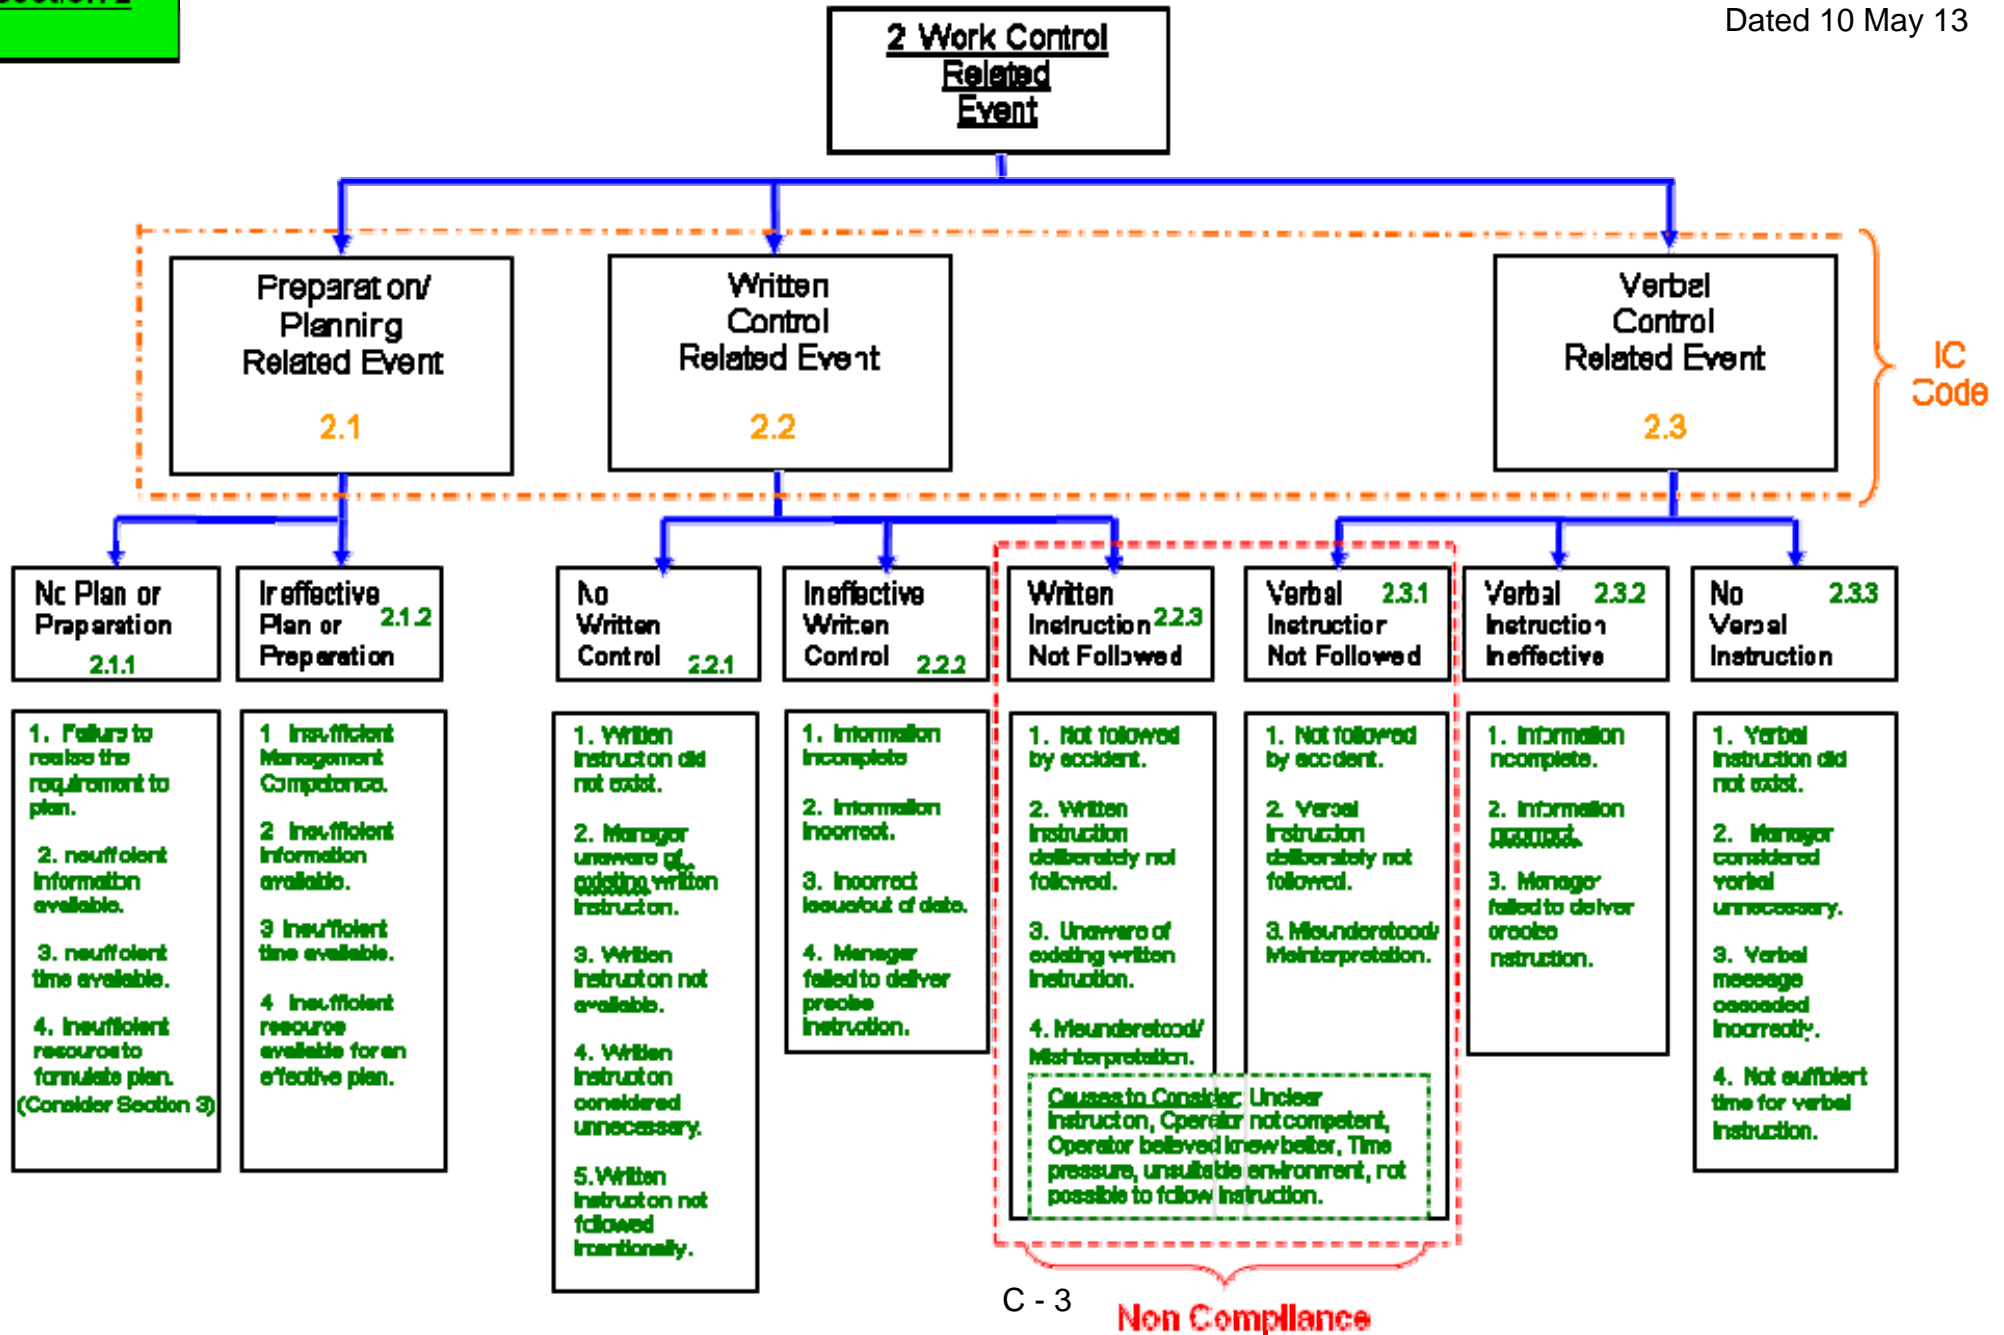 Section 2
Dated 10 May 13
2 Work Control
Related
Event
Preparation/
Planning
Related Event
2.1
Written
Control
Related Event
2.2
Verbal
Control
Related Event
2.3
IC
Code
No Plan or
Preparation
2.1.1
Ineffective
Plan or 2.1.2
Preparation
No
Written
Control 2.2.1
Ineffective
Written
Control 2.2.2
Written
Instruction 2.2.3
Not Followed
Verbal 2.3.1
Instruction
Not Followed
Verbal 2.3.2
Instruction
Ineffective
No 2.3.3
Verbal
Instruction
1. Failure to
realise the
requirement to
plan.
2. nsufficient
information
available.
3. nsufficient
time available.
4. Insufficient
resource to
formulate plan.
(Consider Section 3)
1 Insufficient
Management
Competence.
2 Insufficient
information
available.
3 Insufficient
time available.
4 Insufficient
resource
available for an
effective plan.
1. Written
instruction did
not exist.
2. Manager
unaware of
existing written
instruction.
3. Written
instruction not
available.
4. Written
instruction
considered
unnecessary.
5. Written
instruction not
followed
intentionally.
1. Information
incomplete
2. Information
incorrect.
3. Incorrect
issue/out of date.
4. Manager
failed to deliver
precise
instruction.
1. Not followed
by accident.
2. Written
instruction
deliberately not
followed.
3. Unaware of
existing written
instruction.
4. Misunderstood/
Misinterpretation.
1. Not followed
by accident.
2. Verbal
instruction
deliberately not
followed.
3. Misunderstood/
Misinterpretation.
Causes to Consider: Unclear
instruction, Operator not competent,
Operator believed knew better, Time
pressure, unsuitable environment, not
possible to follow instruction.
1. Information
ncomplete.
2. Information
incorrect.
3. Manager
failed to deliver
precise
nstruction.
1. Verbal
instruction did
not exist.
2. Manager
considered
verbal
unnecessary.
3. Verbal
message
cascaded
incorrectly.
4. Not sufficient
time for verbal
instruction.
C - 3
Non Compliance